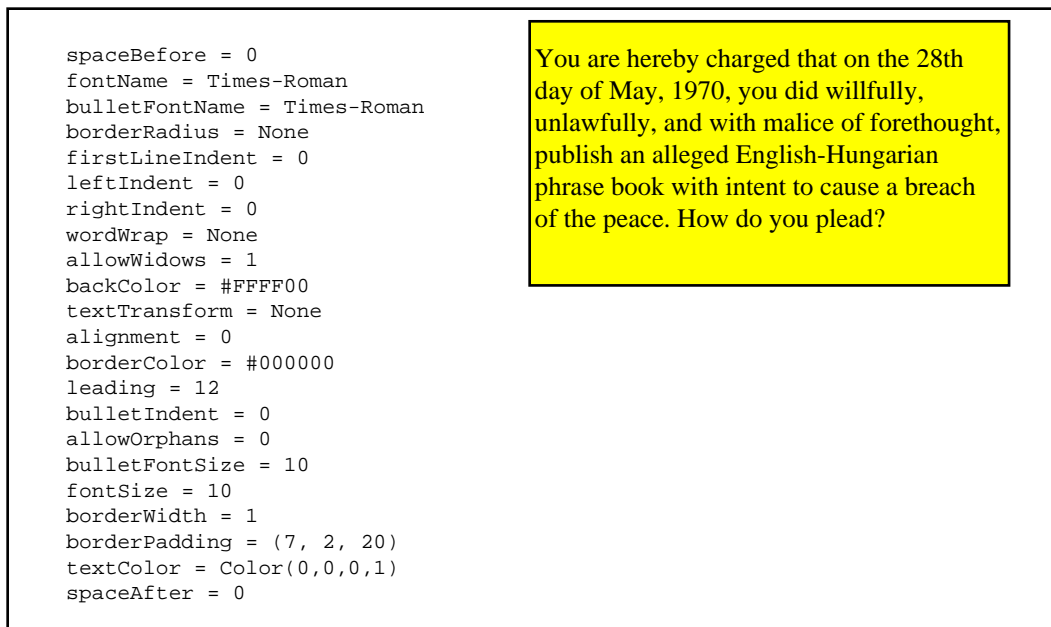 spaceBefore = 0
fontName = Times-Roman
bulletFontName = Times-Roman
borderRadius = None
firstLineIndent = 0
leftIndent = 0
rightIndent = 0
wordWrap = None
allowWidows = 1
backColor = #FFFF00
textTransform = None
alignment = 0
borderColor = #000000
leading = 12
bulletIndent = 0
allowOrphans = 0
bulletFontSize = 10
fontSize = 10
borderWidth = 1
borderPadding = (7, 2, 20)
textColor = Color(0,0,0,1)
spaceAfter = 0
You are hereby charged that on the 28th
day of May, 1970, you did willfully,
unlawfully, and with malice of forethought,
publish an alleged English-Hungarian
phrase book with intent to cause a breach
of the peace. How do you plead?